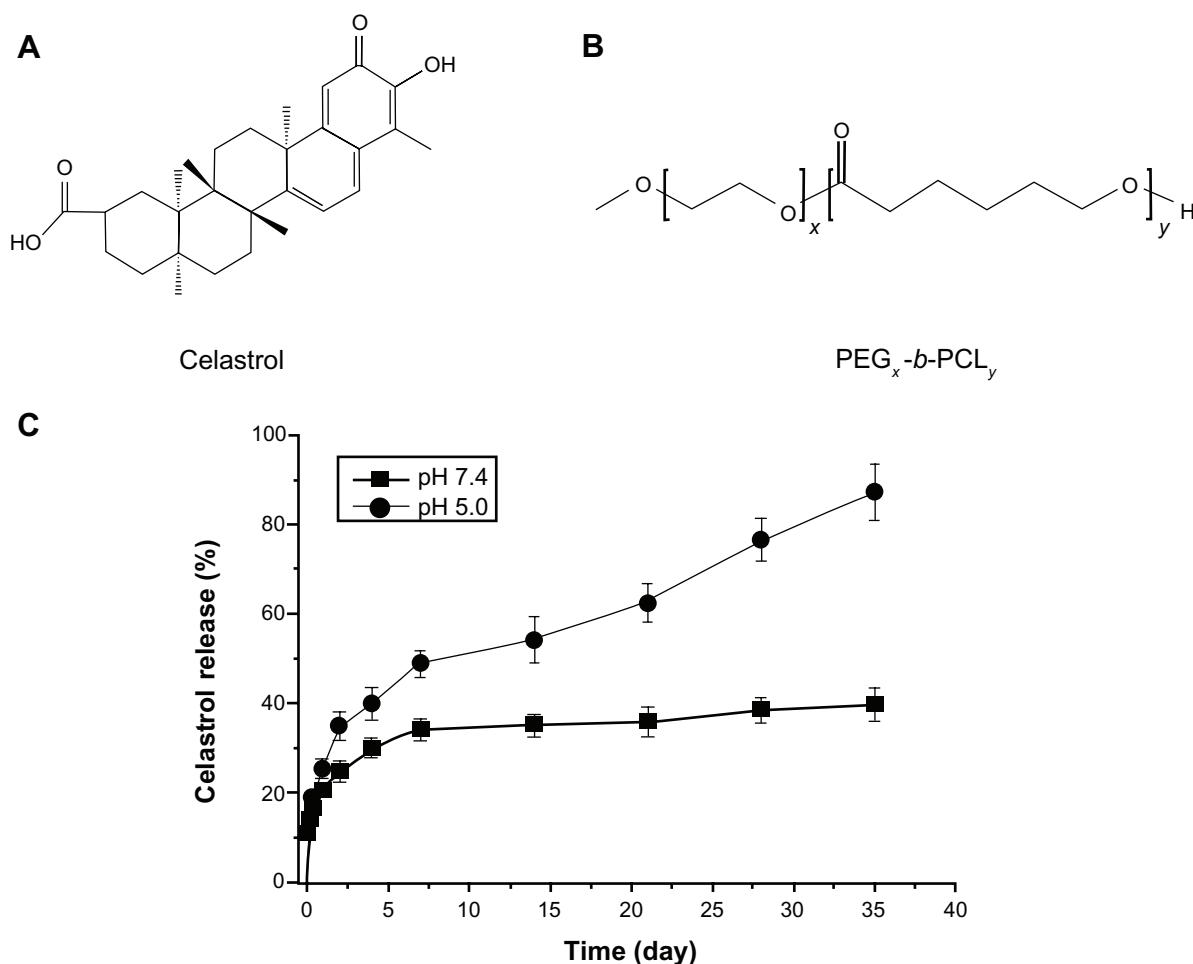 A
O
OH
O
HO
Celastrol
B
O
O
O
O
H
x
y
PEGx-b-PCLy
C
Celastrol release (%)
100
80
60
40
20
0
pH 7.4
pH 5.0
0 5 10 15 20 25 30 35 40
Time (day)